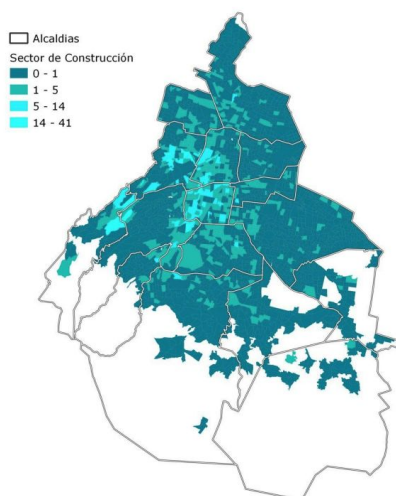 Alcaldias
Sector de Construcción
0 - 1
1 - 5
5 - 14
14 - 41